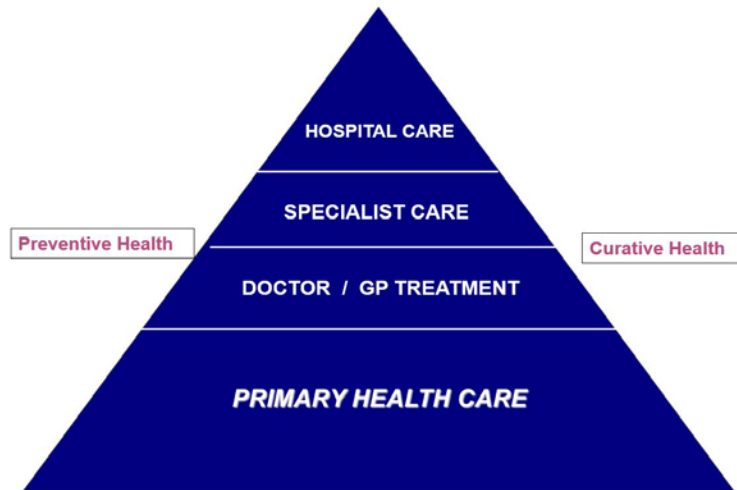 HOSPITAL CARE
SPECIALIST CARE
Preventive Health
Curative Health
DOCTOR / GP TREATMENT
PRIMARY HEALTH CARE